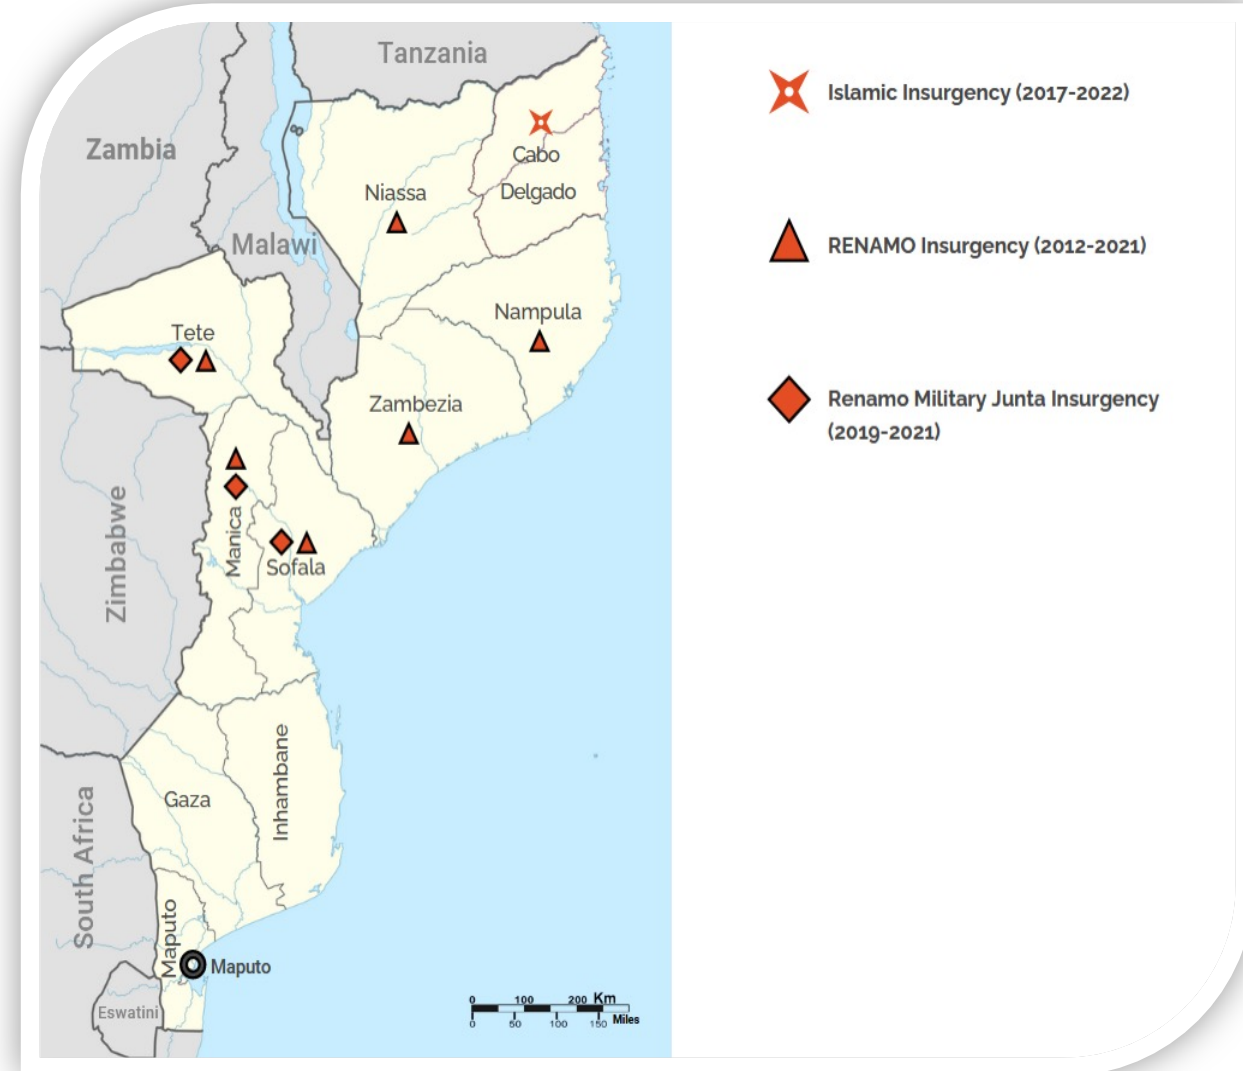 Tanzania
Zambia
Cabo
Delgado
Niassa
Malawi
Nampula
Tete
Zambezia
Manica
Sofala
Zimbabwe
Gaza
Inhambane
South Africa
Maputo
Maputo
Eswatini
0 100 200 Km
0 50 100 150 Miles
Islamic Insurgency (2017-2022)
RENAMO Insurgency (2012-2021)
Renamo Military Junta Insurgency
(2019-2021)